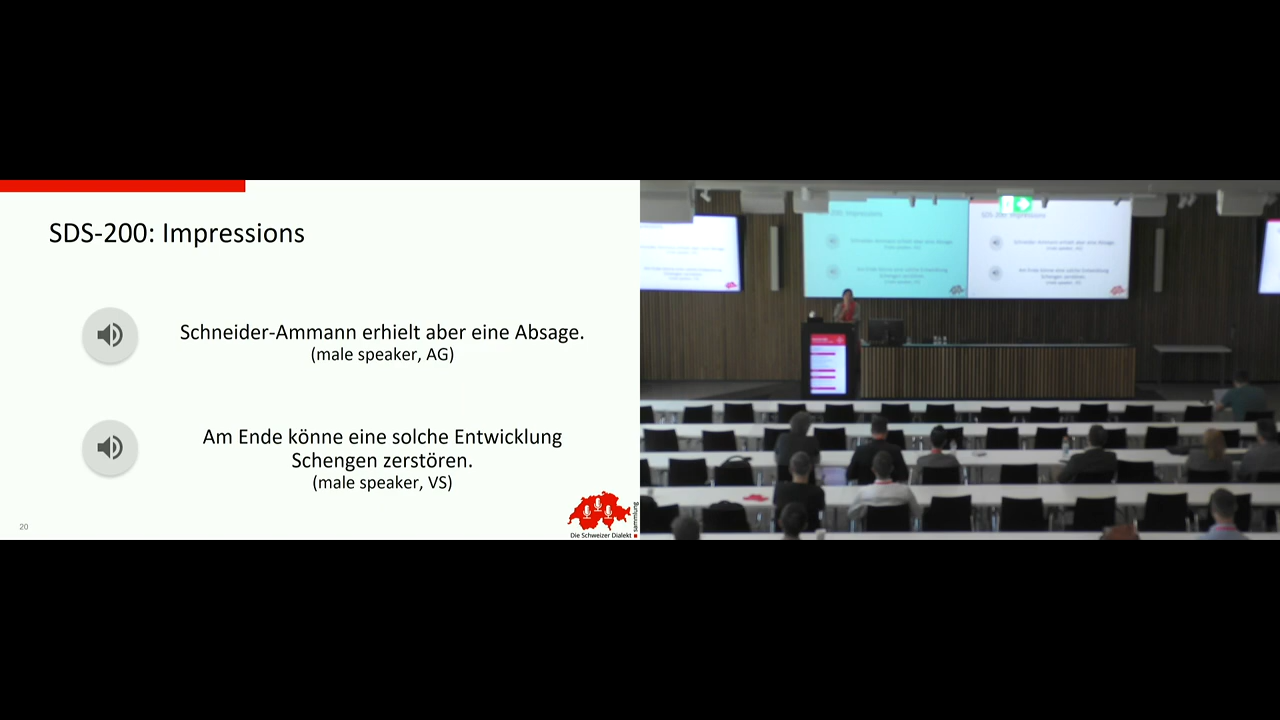 SDS-200: Impressions
Schneider-Ammann erhielt aber eine Absage.
(male speaker, AG)
Am Ende könne eine solche Entwicklung
Schengen zerstören.
(male speaker, VS)
20
Die Schweizer Dialekt
sammlung